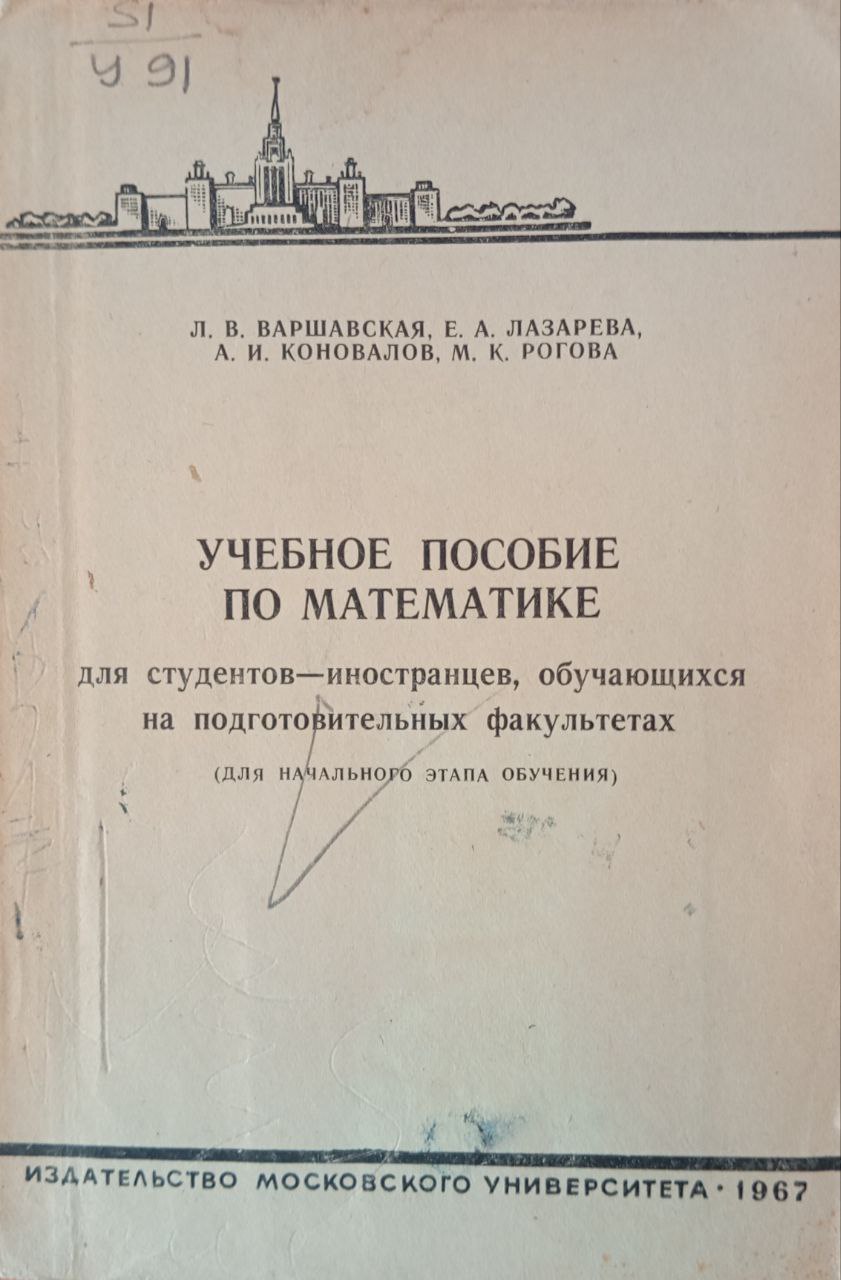 51
У 91
Л. В. ВАРШАВСКАЯ, Е. А. ЛАЗАРЕВА,
А. И. КОНОВАЛОВ, М. К. РОГОВА
УЧЕБНОЕ ПОСОБИЕ
ПО МАТЕМАТИКЕ
для студентов—иностранцев, обучающихся
на подготовительных факультетах
(ДЛЯ НАЧАЛЬНОГО ЭТАПА ОБУЧЕНИЯ)
ИЗДАТЕЛЬСТВО МОСКОВСКОГО УНИВЕРСИТЕТА · 1967